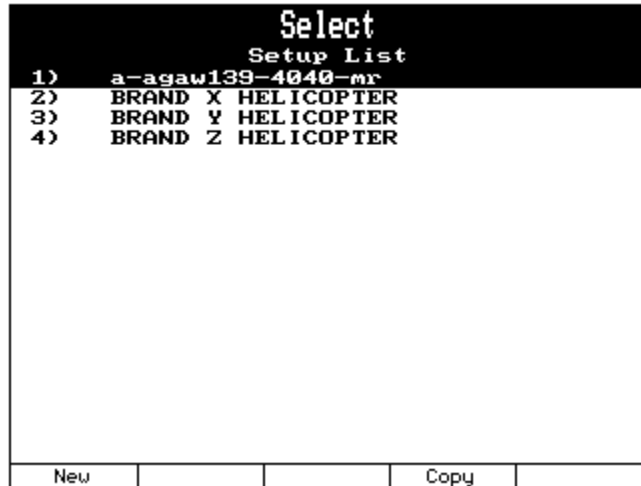 Select
Setup List
1) a-agaw139-4040-mr
2) BRAND X HELICOPTER
3) BRAND Y HELICOPTER
4) BRAND Z HELICOPTER
New Copy